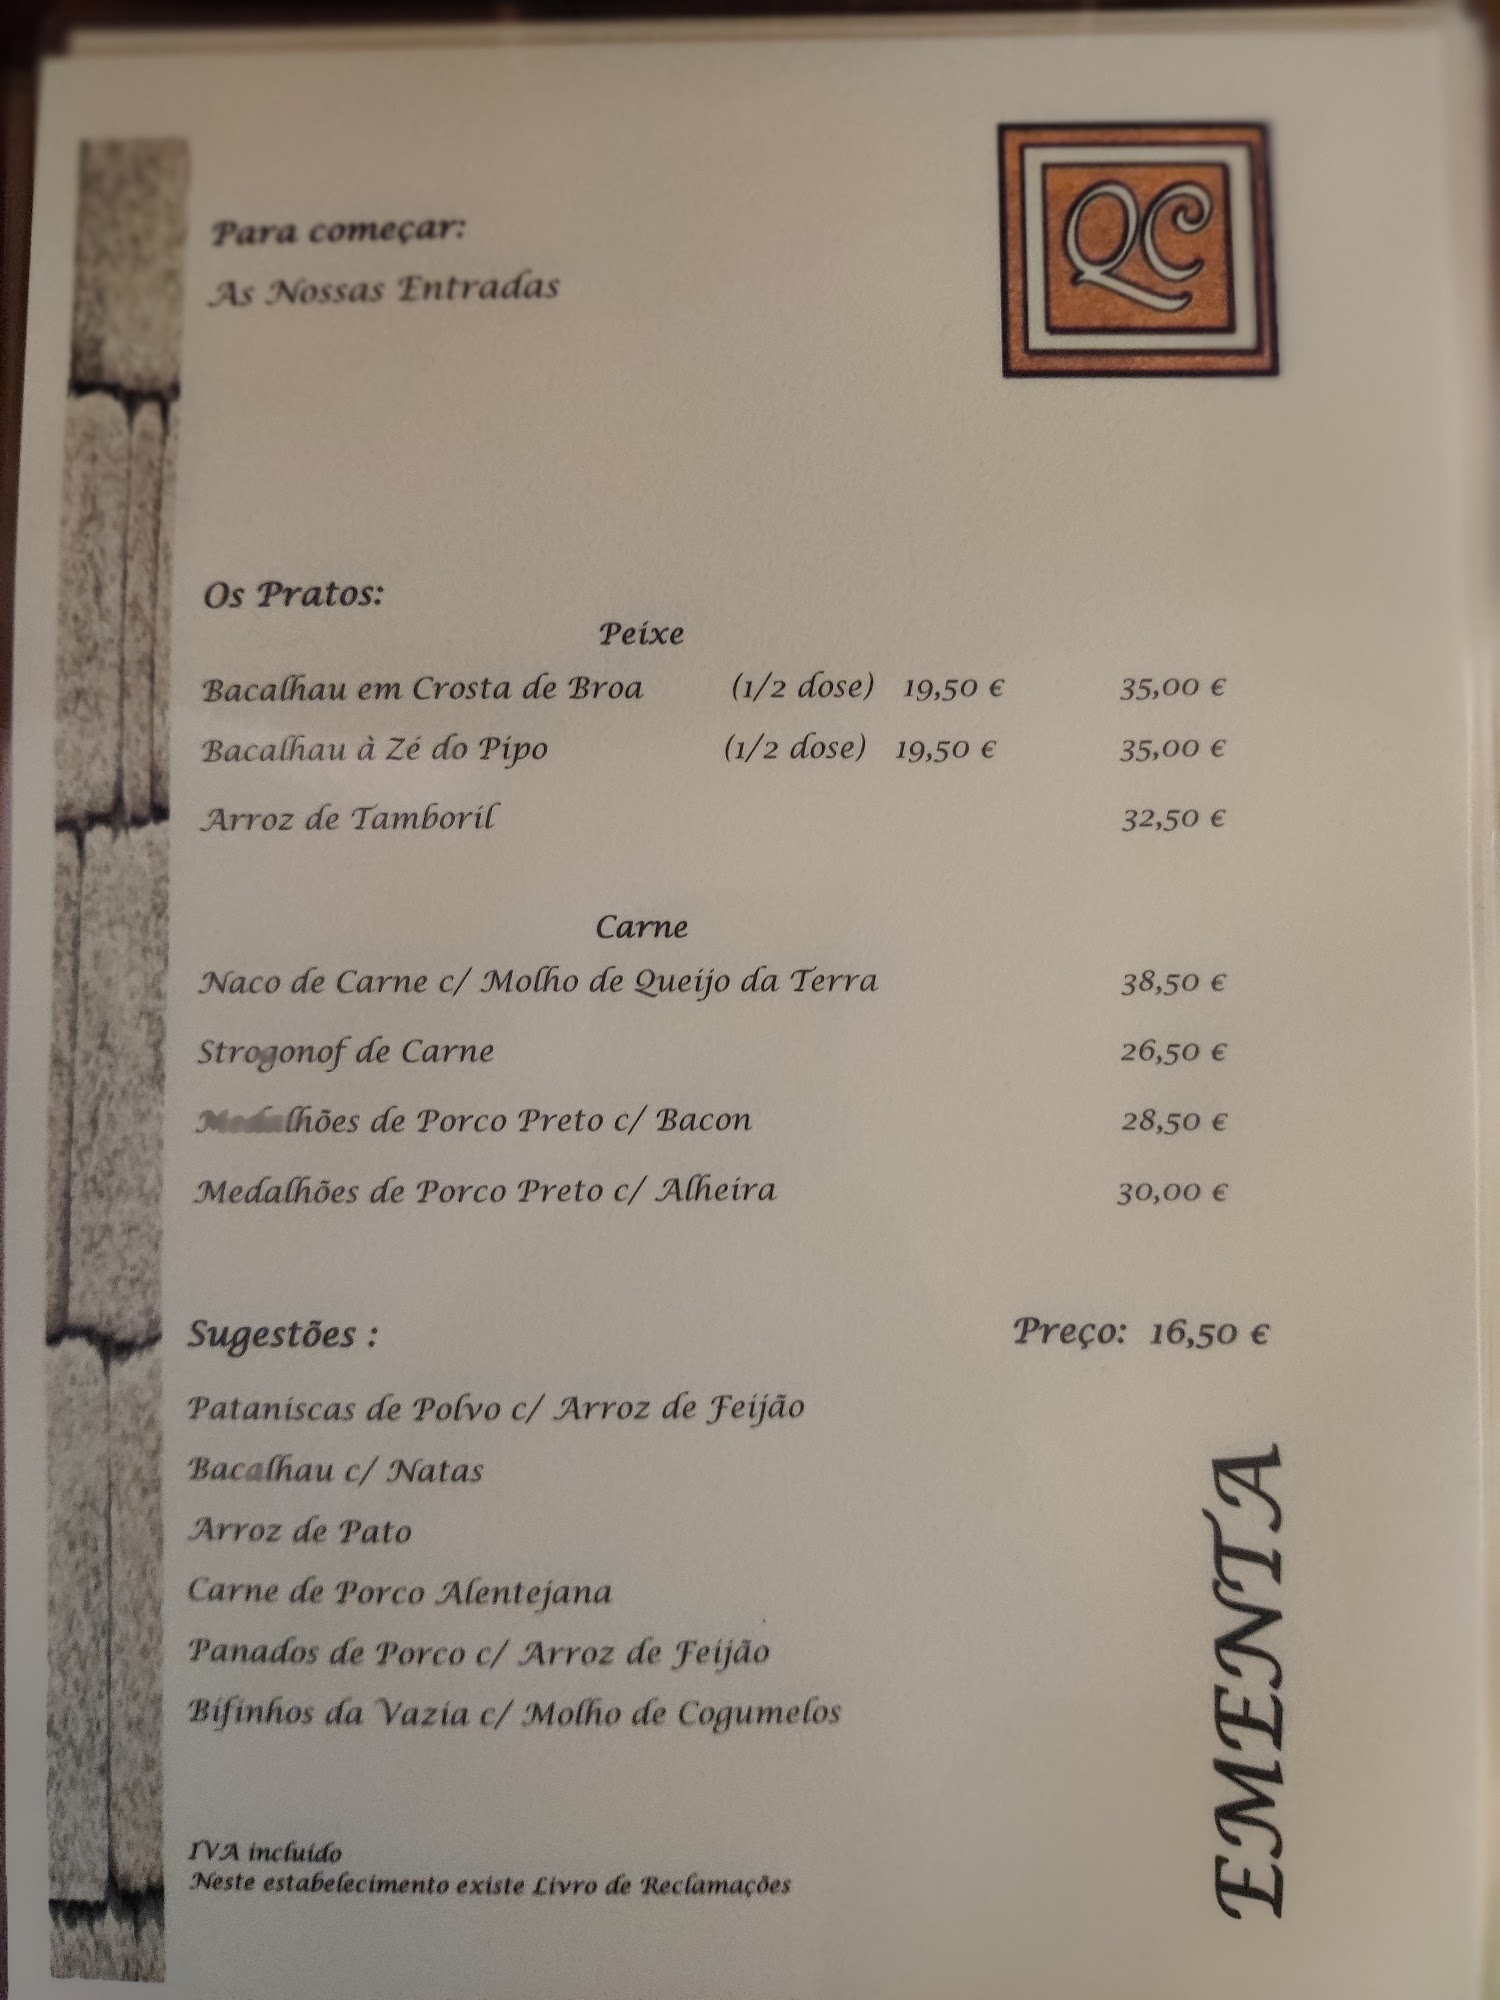 QC
Para começar:
As Nossas Entradas
Os Pratos:
Peixe
Bacalhau em Crosta de Broa (1/2 dose) 19,50 € 35,00 €
Bacalhau à Zé do Pipo (1/2 dose) 19,50 € 35,00 €
Arroz de Tamboril 32,50 €
Carne
Naco de Carne c/ Molho de Queijo da Terra 38,50 €
Strogonof de Carne 26,50 €
Medalhões de Porco Preto c/ Bacon 28,50 €
Medalhões de Porco Preto c/ Alheira 30,00 €
Sugestões : Preço: 16,50 €
Pataniscas de Polvo c/ Arroz de Feijão
Bacalhau c/ Natas
Arroz de Pato
Carne de Porco Alentejana
Panados de Porco c/ Arroz de Feijão
Bifinhos da Vazia c/ Molho de Cogumelos
EMENTA
IVA incluído
Neste estabelecimento existe Livro de Reclamações